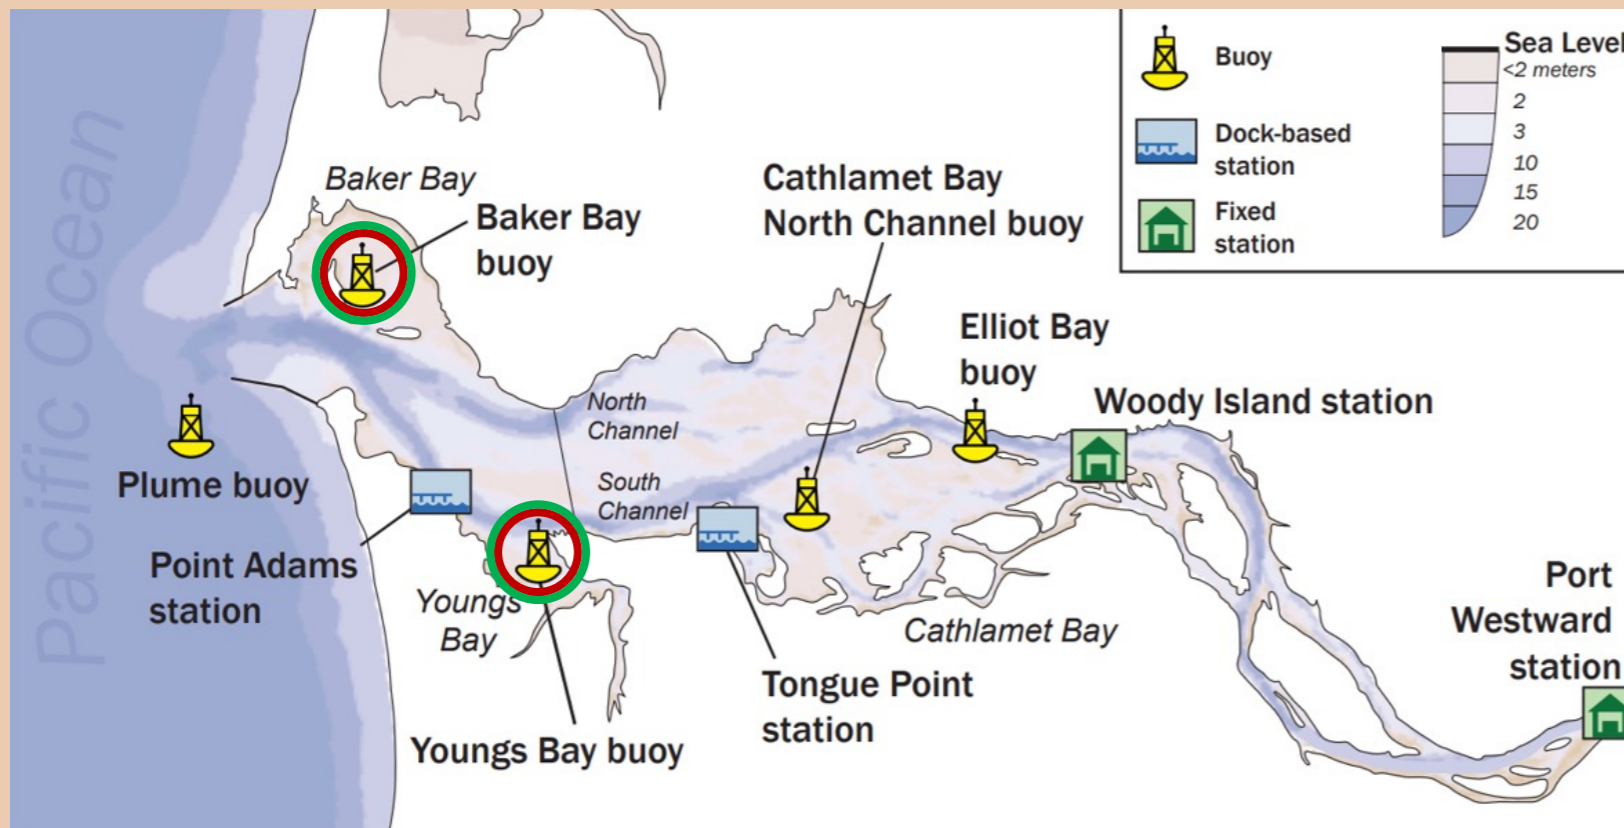 Pacific Ocean
Baker Bay
Baker Bay
buoy
Cathlamet Bay
North Channel buoy
Elliot Bay
buoy
Woody Island station
North
Channel
South
Channel
Plume buoy
Point Adams
station
Youngs
Bay
Youngs Bay buoy
Tongue Point
station
Cathlamet Bay
Port
Westward
station
Buoy
Dock-based
station
Fixed
station
Sea Level
<2 meters
2
3
10
15
20